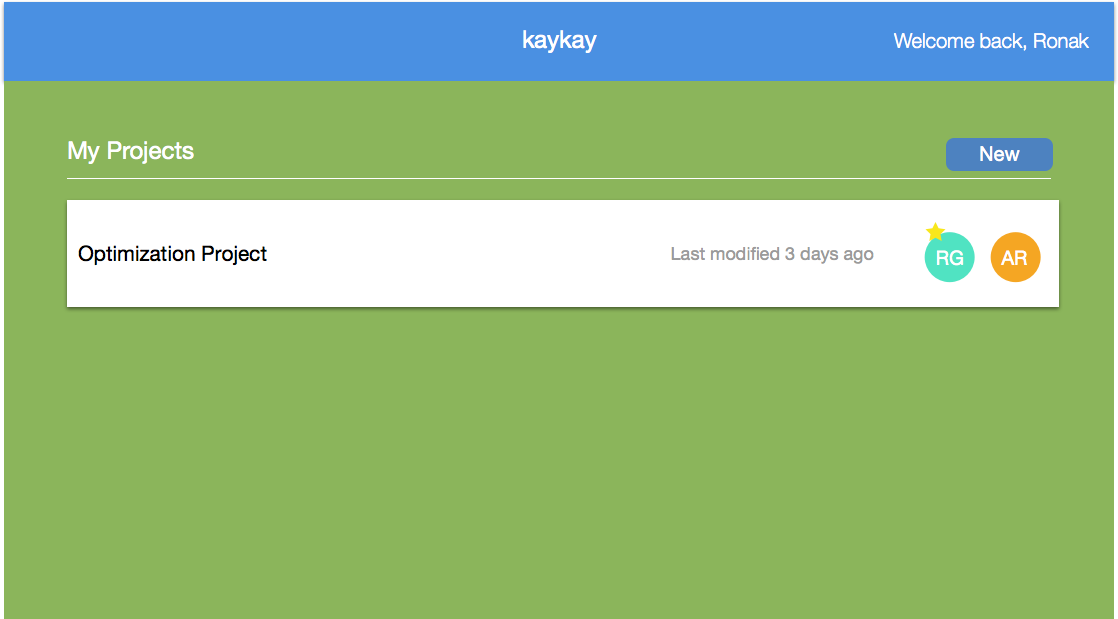 kaykay
Welcome back, Ronak
My Projects
New
Optimization Project
Last modified 3 days ago
RG
AR